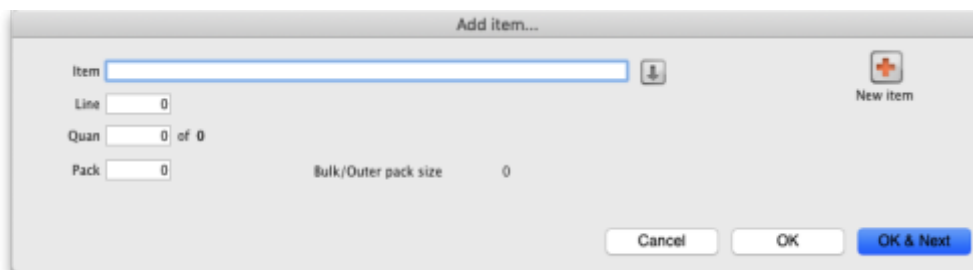 Add item...
Item
New item
Line 0
Quan 0 of 0
Pack 0 Bulk/Outer pack size 0
Cancel OK OK & Next